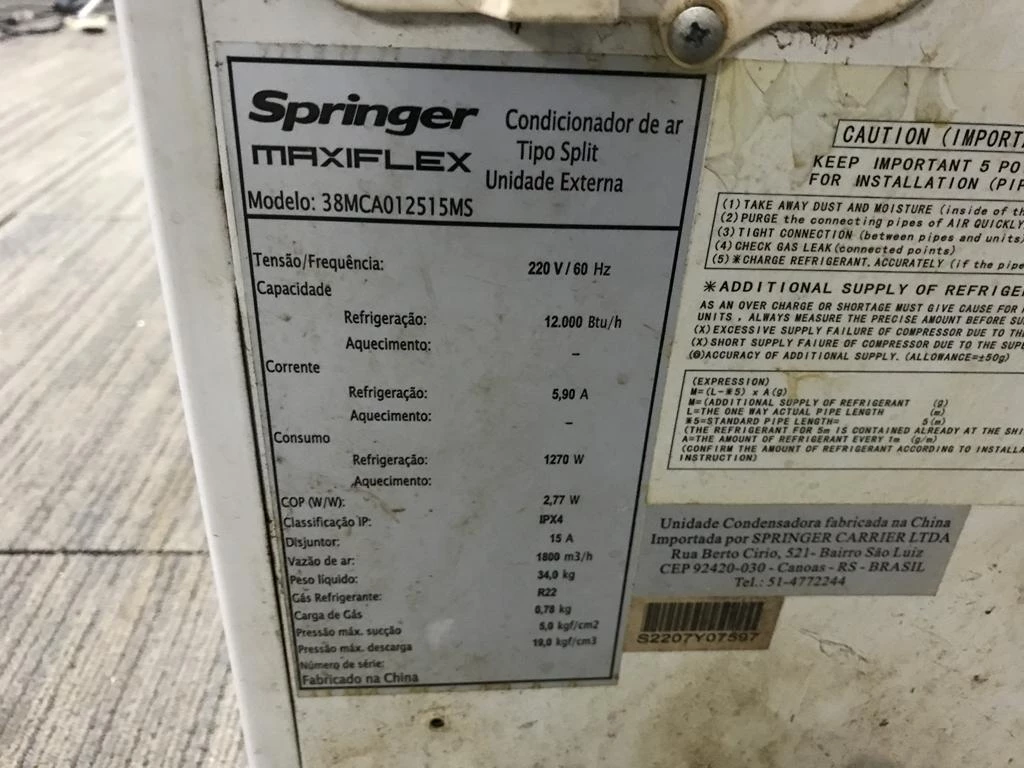 Springer
MAXIFLEX
Condicionador de ar
Tipo Split
Unidade Externa
Modelo: 38MCA012515MS
Tensão/Frequência: 220 V / 60 Hz
Capacidade
Refrigeração: 12.000 Btu/h
Aquecimento: –
Corrente
Refrigeração: 5,90 A
Aquecimento: –
Consumo
Refrigeração: 1270 W
Aquecimento:
COP (W/W): 2,77 W
Classificação IP: IPX4
Disjuntor: 15 A
Vazão de ar: 1800 m3/h
Peso líquido: 34,0 kg
Gás Refrigerante: R22
Carga de Gás 0,78 kg
Pressão máx. sucção 5,0 kgf/cm2
Pressão máx. descarga 19,0 kgf/cm3
Número de série:
Fabricado na China
CAUTION (IMPORTA
KEEP IMPORTANT 5 PO
FOR INSTALLATION (PIP
(1) TAKE AWAY DUST AND MOISTURE (inside of th
(2) PURGE the connecting pipes of AIR QUICKLY
(3) TIGHT CONNECTION (between pipes and units)
(4) CHECK GAS LEAK (connected points)
(5) ※CHARGE REFRIGERANT. ACCURATELY (if the pipe
※ADDITIONAL SUPPLY OF REFRIGE
AS AN OVER CHARGE OR SHORTAGE MUST GIVE CAUSE FOR
UNITS , ALWAYS MEASURE THE PRECISE AMOUNT BEFORE SU
(X) EXCESSIVE SUPPLY FAILURE OF COMPRESSOR DUE TO TH
(X) SHORT SUPPLY FAIURE OF COMPRESSOR DUE TO THE SUP
(◎)ACCURACY OF ADDITIONAL SUPPLY. (ALLOWANCE=±50g)
(EXPRESSION)
M=(L-※5) x A(g)
M=(ADDITIONAL SUPPLY OF REFRIGERANT (g)
L=THE ONE WAY ACTUAL PIPE LENGTH (m)
※5=STANDARD PIPE LENGTH= 5(m)
(THE REFRIGERANT FOR 5m IS CONTAINED ALREADY AT THE SHI
A=THE AMOUNT OF REFRIGERANT EVERY 1m (g/m)
(CONFIRM THE AMOUNT OF REFRIGERANT ACCORDING TO INSTALLA
INSTRUCTION)
Unidade Condensadora fabricada na China
Importada por SPRINGER CARRIER LTDA
Rua Berto Círio, 521- Bairro São Luiz
CEP 92420-030 - Canoas - RS - BRASIL
Tel.: 51-4772244
S2207Y07597